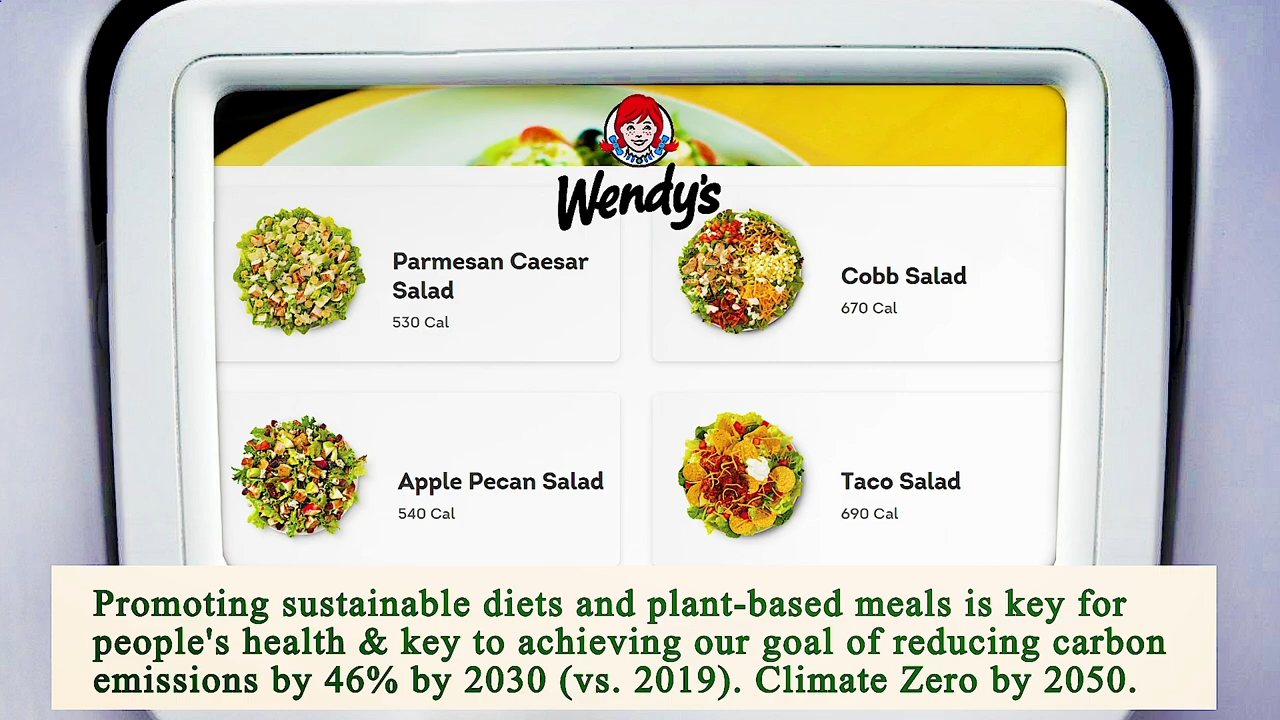 Wendy's
Parmesan Caesar
Salad
530 Cal
Cobb Salad
670 Cal
Apple Pecan Salad
540 Cal
Taco Salad
690 Cal
Promoting sustainable diets and plant-based meals is key for
people's health & key to achieving our goal of reducing carbon
emissions by 46% by 2030 (vs. 2019). Climate Zero by 2050.